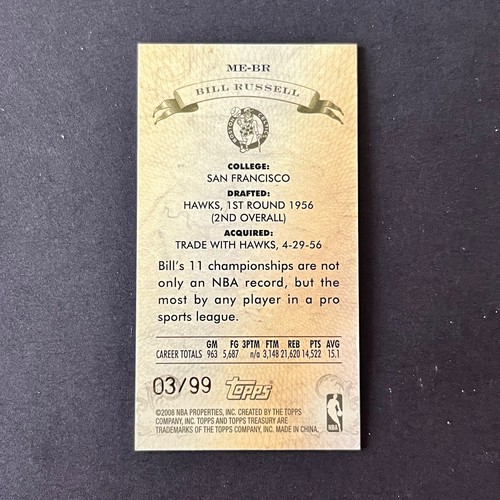 ME-BR
BILL RUSSELL
BOSTON CELTICS
COLLEGE:
SAN FRANCISCO
DRAFTED:
HAWKS, 1ST ROUND 1956
(2ND OVERALL)
ACQUIRED:
TRADE WITH HAWKS, 4-29-56
Bill's 11 championships are not
only an NBA record, but the
most by any player in a pro
sports league.
GM FG 3PTM FTM REB PTS AVG
CAREER TOTALS 963 5,687 n/a 3,148 21,620 14,522 15.1
03/99 Topps
©2008 NBA PROPERTIES, INC. CREATED BY THE TOPPS
COMPANY, INC. TOPPS AND TOPPS TREASURY ARE
TRADEMARKS OF THE TOPPS COMPANY, INC. MADE IN CHINA.
NBA